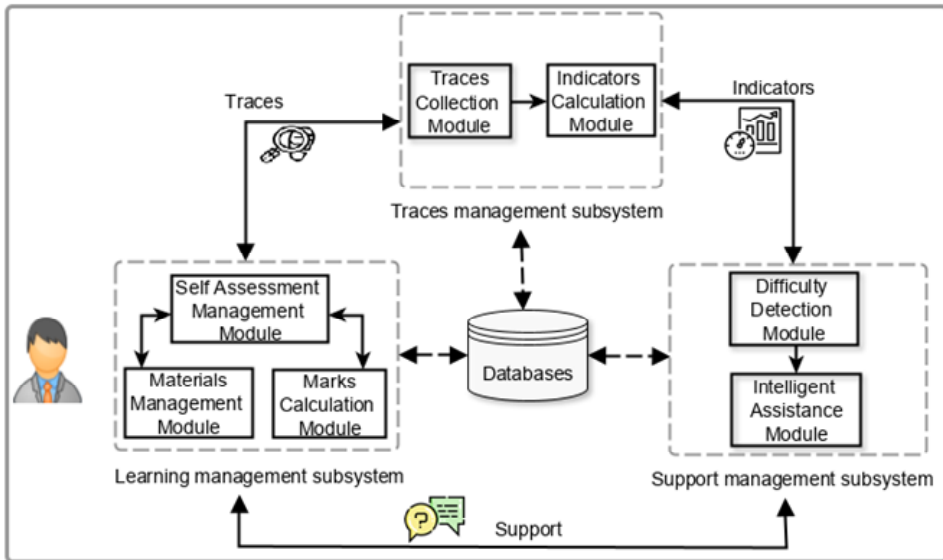 Traces
Collection
Module
Indicators
Calculation
Module
Traces
Indicators
Traces management subsystem
Self Assessment
Management
Module
Materials
Management
Module
Marks
Calculation
Module
Databases
Difficulty
Detection
Module
Intelligent
Assistance
Module
Learning management subsystem
Support management subsystem
?
Support